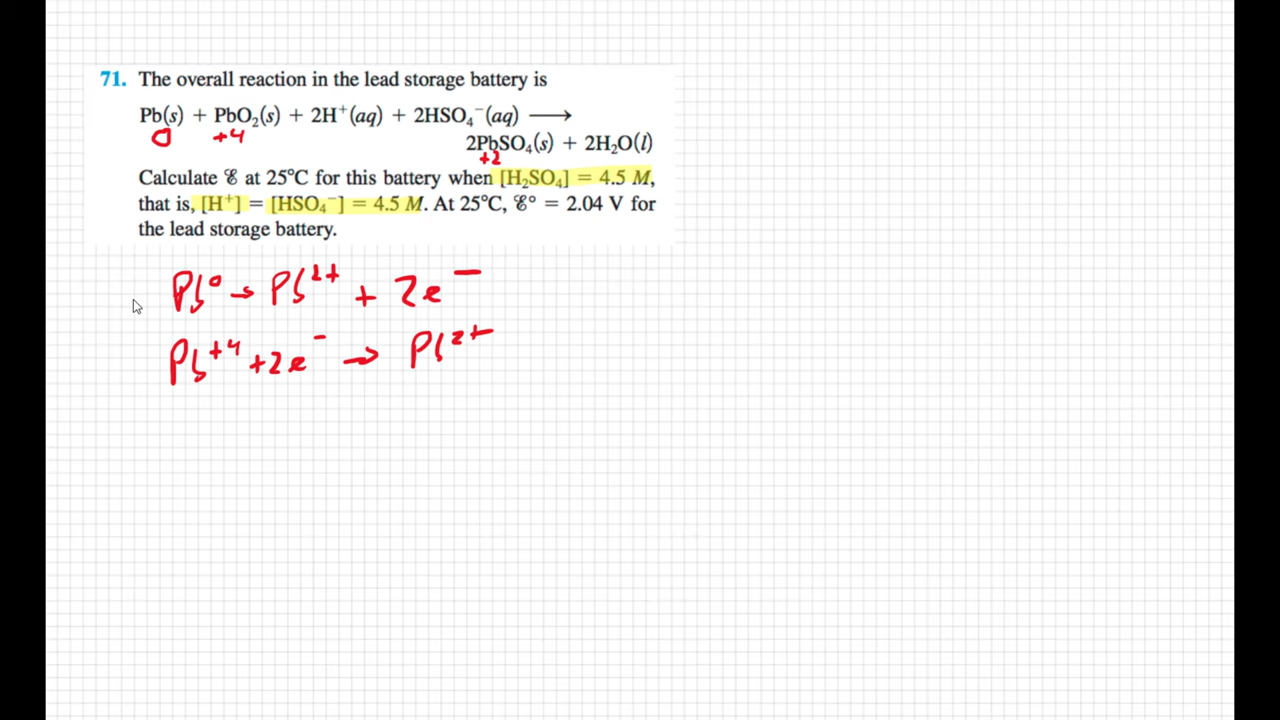 71. The overall reaction in the lead storage battery is
Pb(s) + PbO₂(s) + 2H⁺(aq) + 2HSO₄⁻(aq) ⟶
0 +4
2PbSO₄(s) + 2H₂O(l)
+2
Calculate ℰ at 25°C for this battery when [H₂SO₄] = 4.5 M,
that is, [H⁺] = [HSO₄⁻] = 4.5 M. At 25°C, ℰ° = 2.04 V for
the lead storage battery.
Pb⁰ → Pb²⁺ + 2e⁻
Pb⁺⁴ + 2e⁻ → Pb²⁺